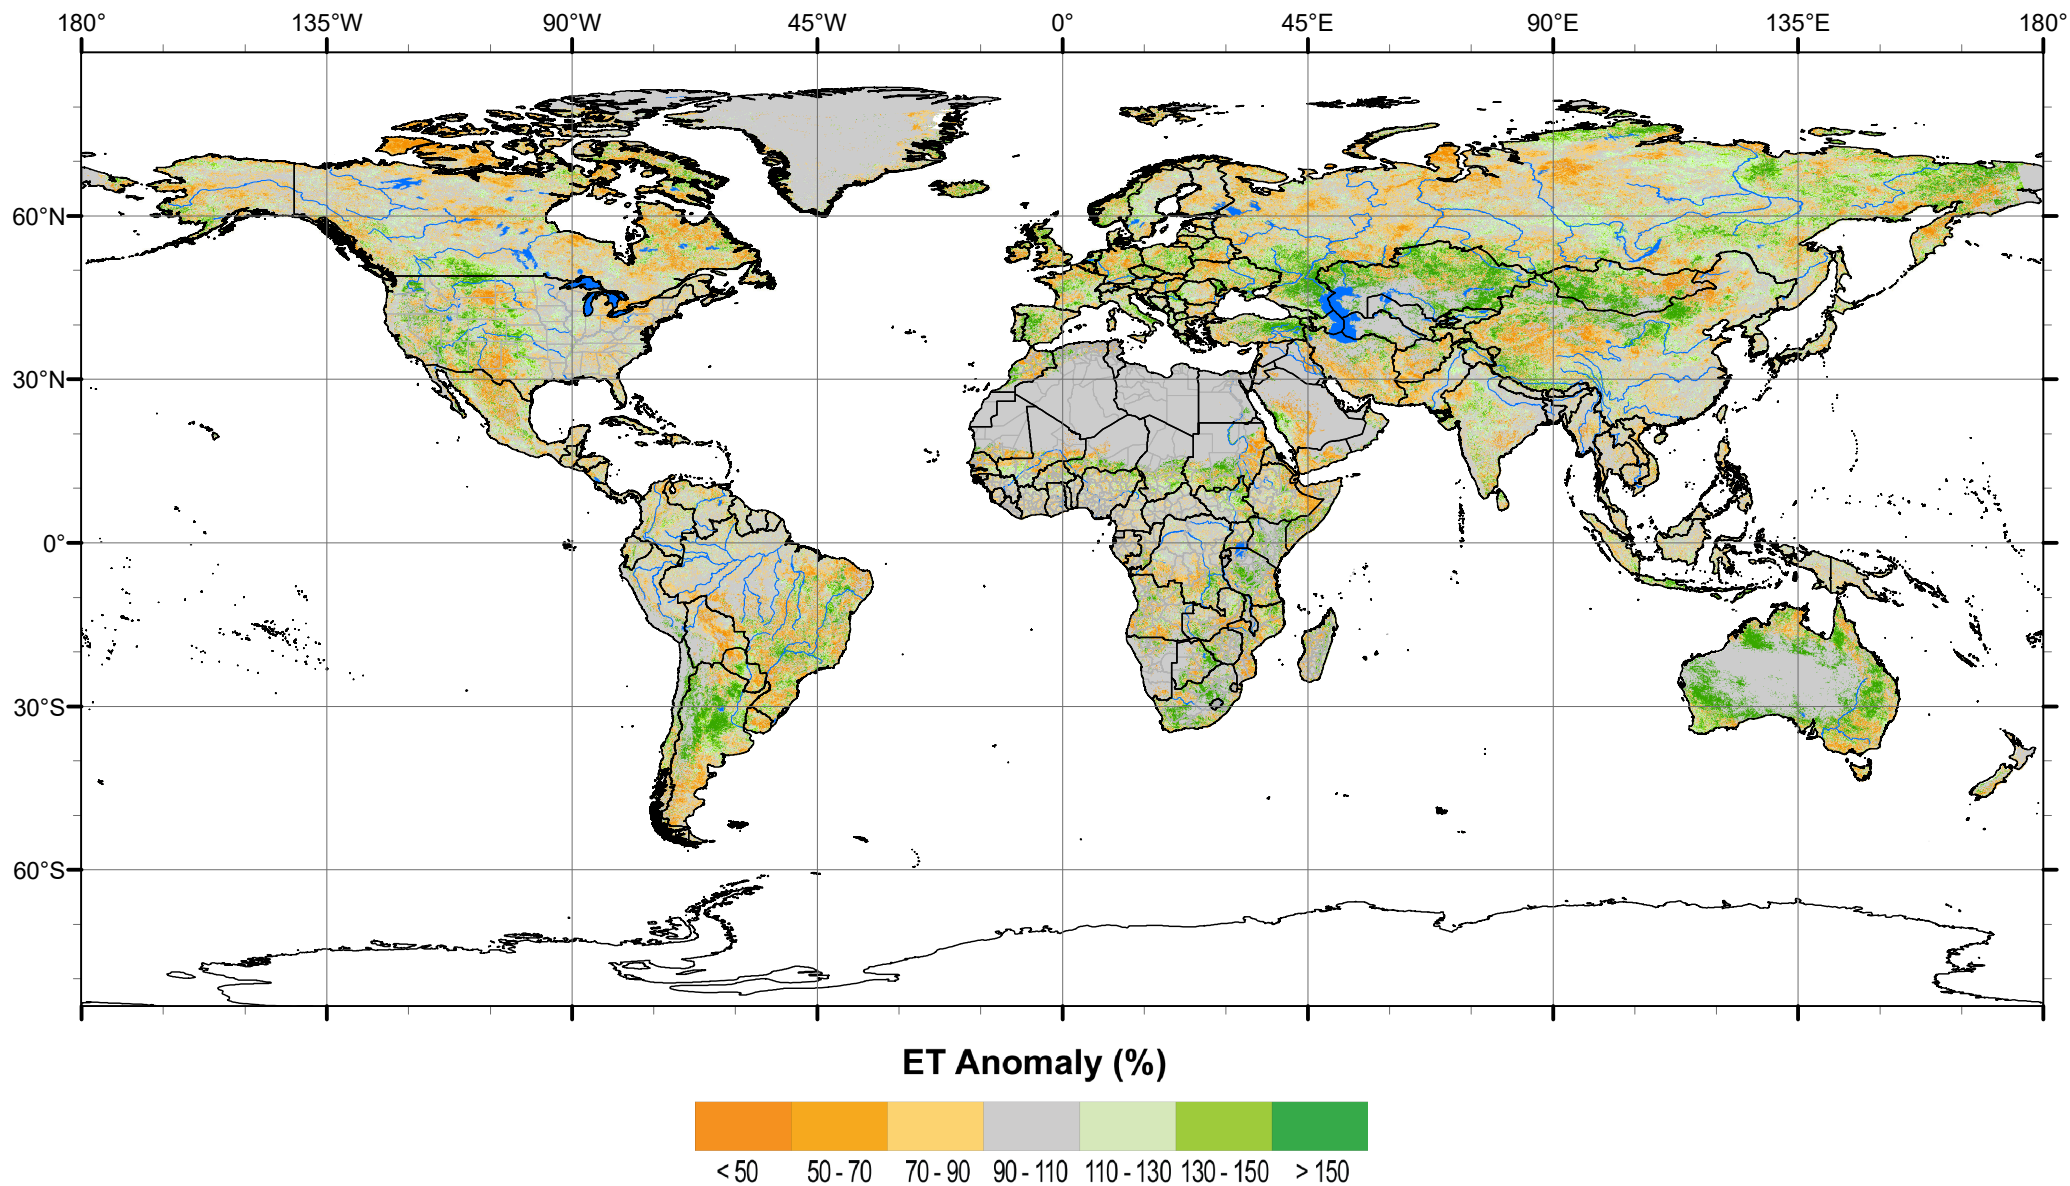 180° 135°W 90°W 45°W 0° 45°E 90°E 135°E 180°
60°N
30°N
0°
30°S
60°S
ET Anomaly (%)
< 50 50 - 70 70 - 90 90 - 110 110 - 130 130 - 150 > 150